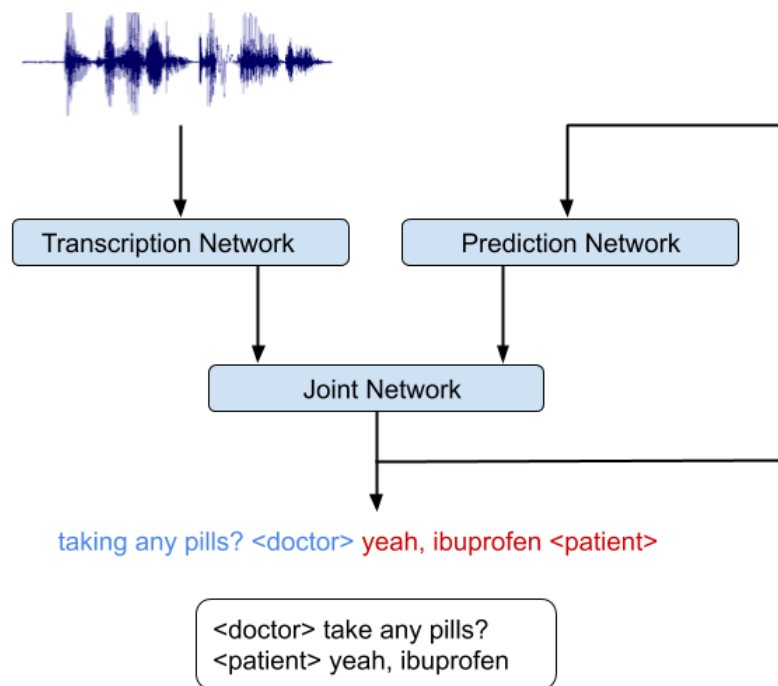 Transcription Network
Prediction Network
Joint Network
taking any pills? <doctor> yeah, ibuprofen <patient>
<doctor> take any pills?
<patient> yeah, ibuprofen